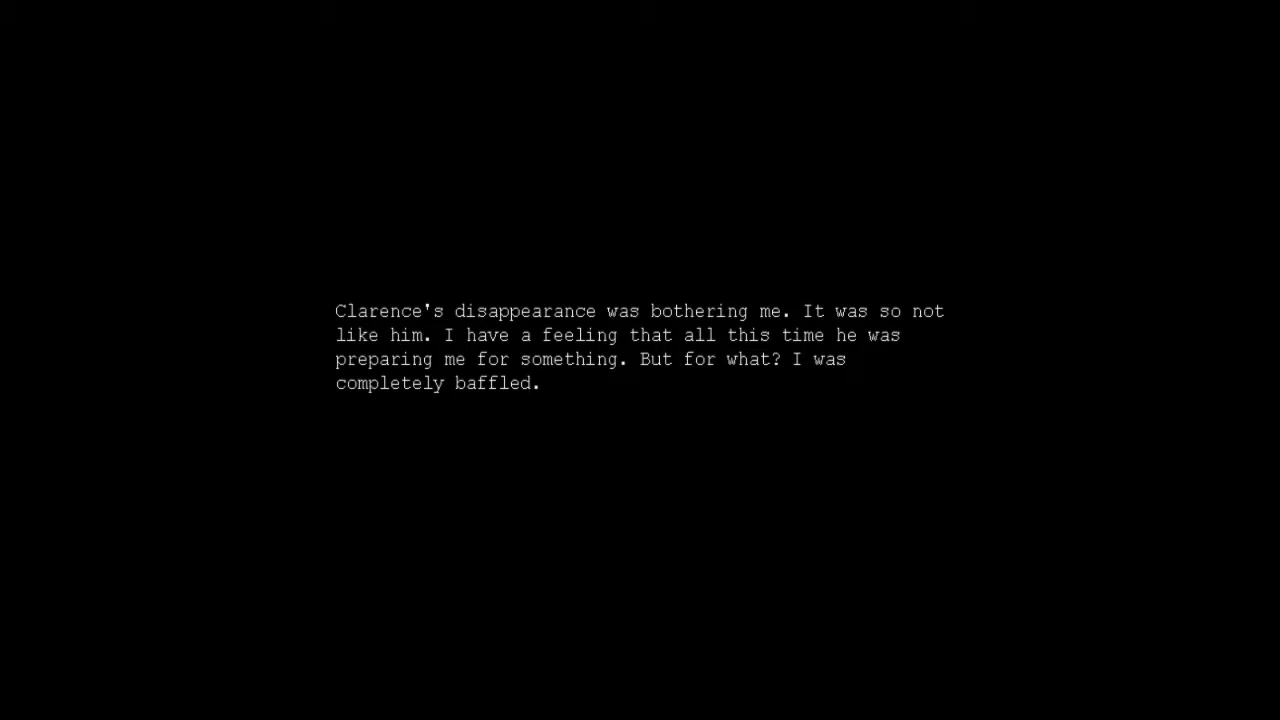 Clarence's disappearance was bothering me. It was so not
like him. I have a feeling that all this time he was
preparing me for something. But for what? I was
completely baffled.